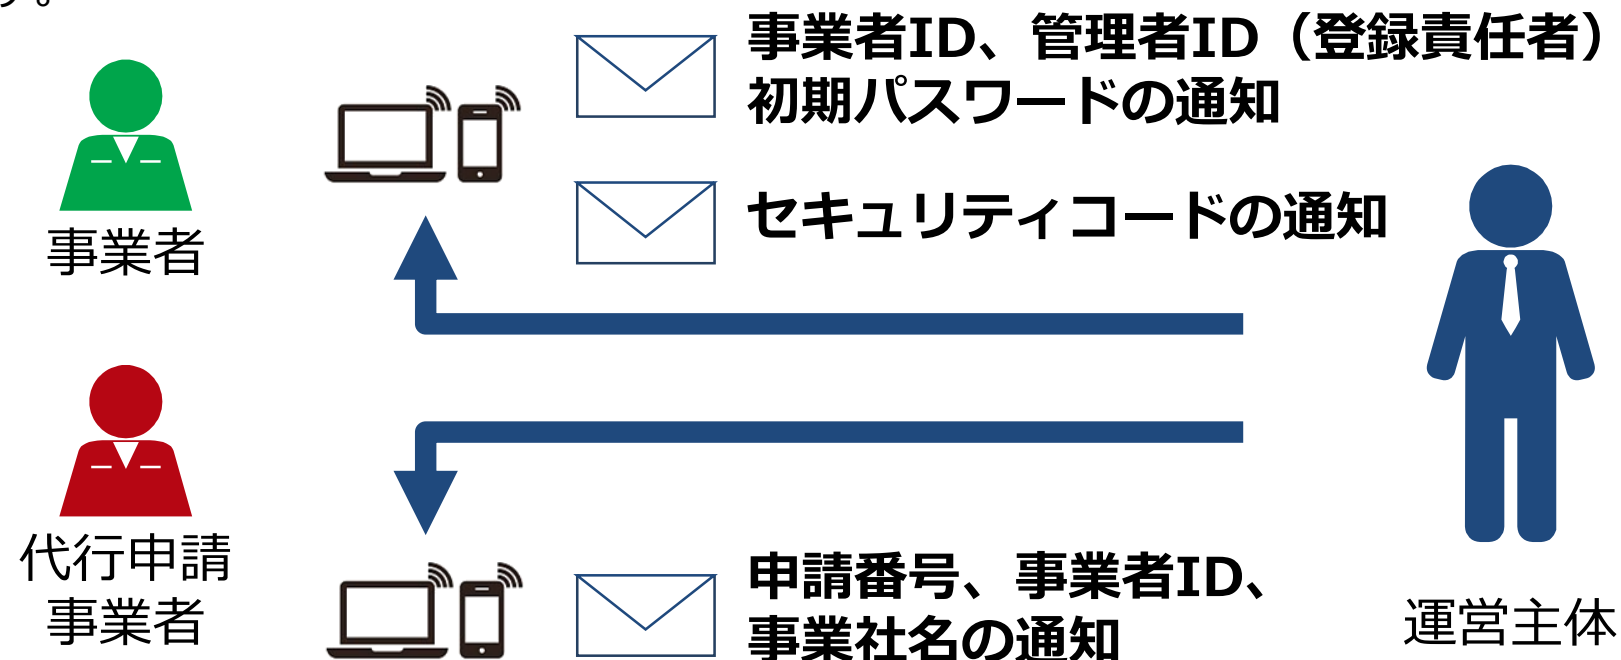 す。
事業者ID、管理者ID（登録責任者）
初期パスワードの通知
セキュリティコードの通知
事業者
代行申請
事業者
申請番号、事業者ID、
事業社名の通知
運営主体